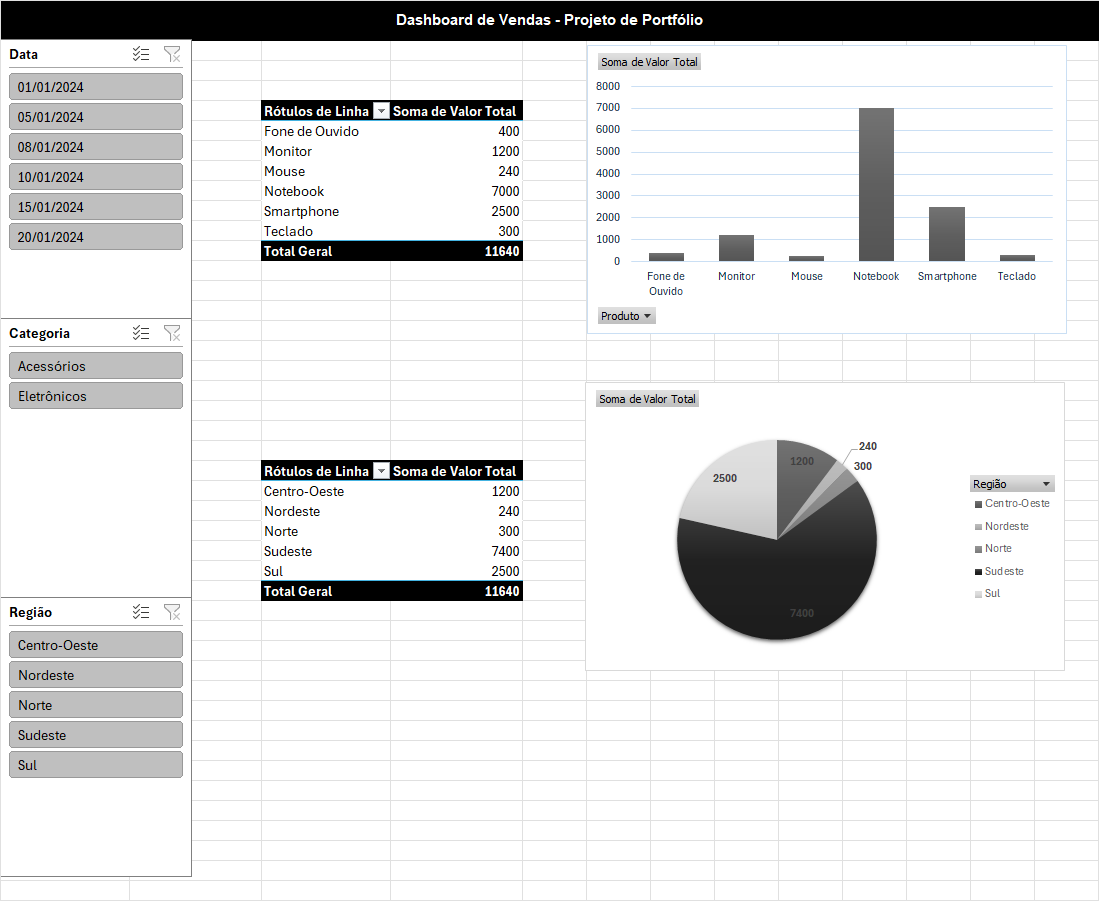 Dashboard de Vendas - Projeto de Portfólio
Data
01/01/2024
05/01/2024
08/01/2024
10/01/2024
15/01/2024
20/01/2024
Categoria
Acessórios
Eletrônicos
Região
Centro-Oeste
Nordeste
Norte
Sudeste
Sul
Rótulos de Linha Soma de Valor Total
Fone de Ouvido 400
Monitor 1200
Mouse 240
Notebook 7000
Smartphone 2500
Teclado 300
Total Geral 11640
Rótulos de Linha Soma de Valor Total
Centro-Oeste 1200
Nordeste 240
Norte 300
Sudeste 7400
Sul 2500
Total Geral 11640
Soma de Valor Total
8000
7000
6000
5000
4000
3000
2000
1000
0
Fone de Ouvido
Monitor
Mouse
Notebook
Smartphone
Teclado
Produto
Soma de Valor Total
1200
240
300
2500
7400
Região
Centro-Oeste
Nordeste
Norte
Sudeste
Sul